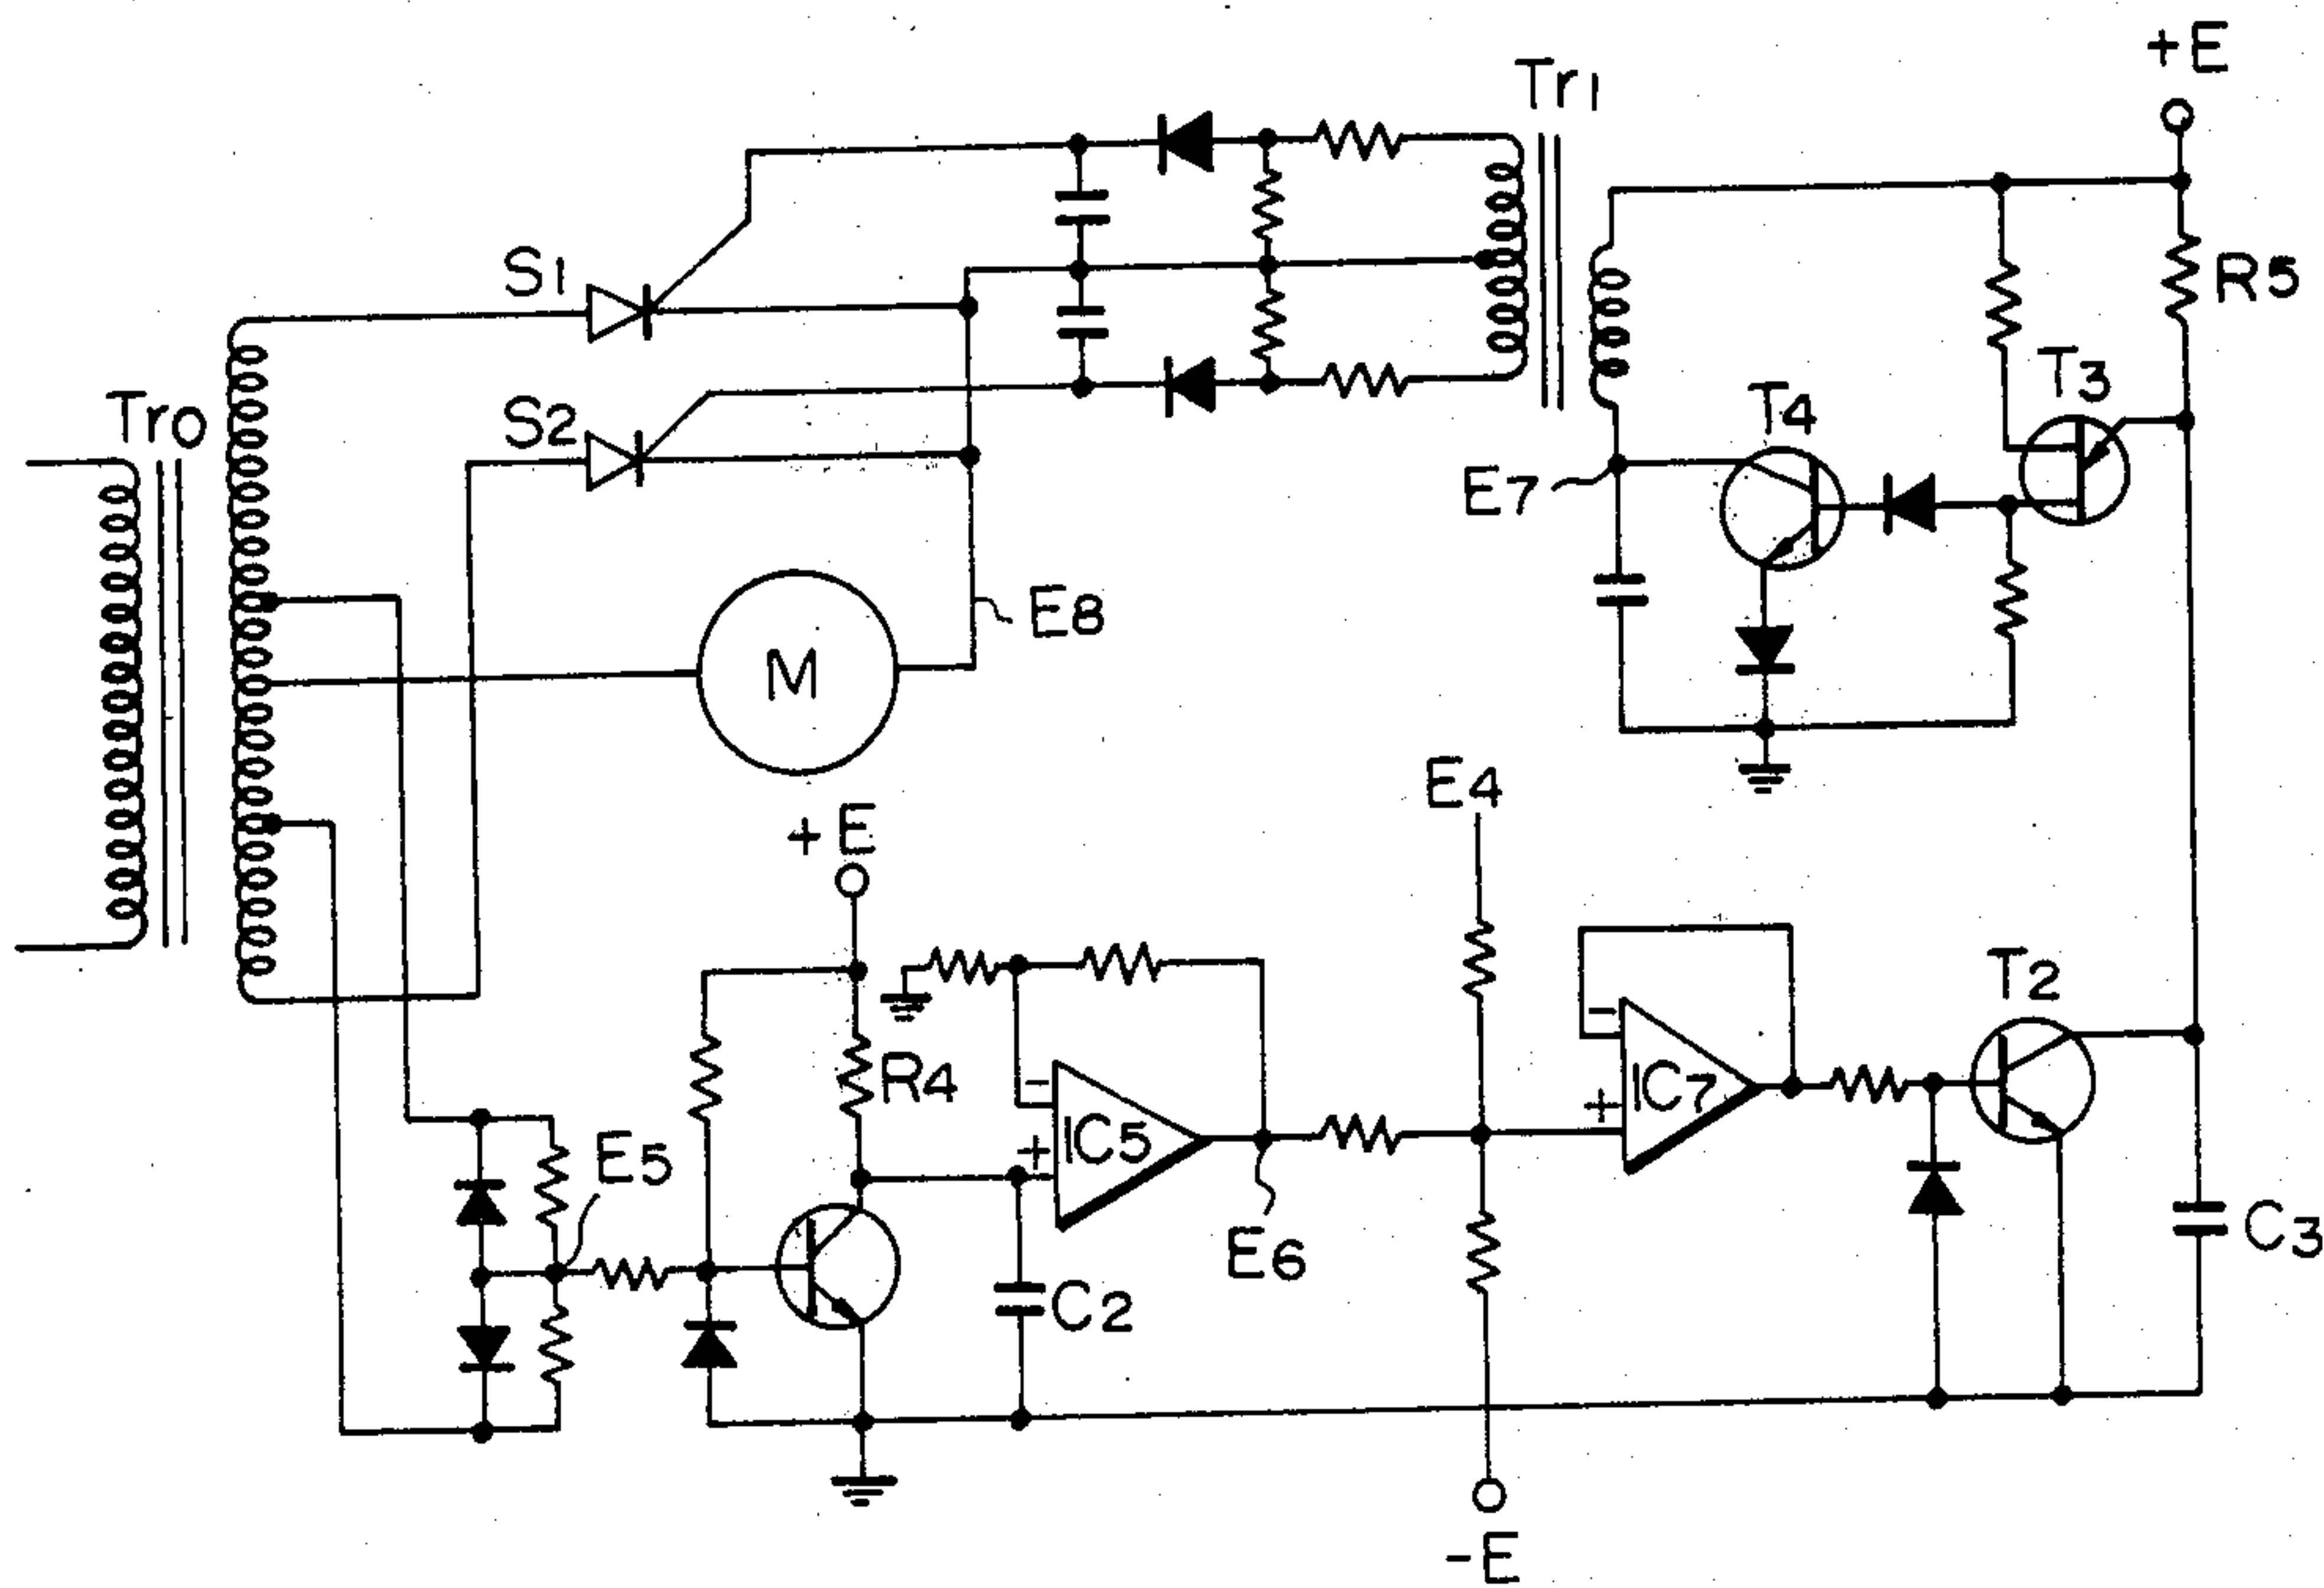 +E
Tr1
S1
R5
T3
Tr0
S2
T4
E7
E8
M
E4
+E
T2
R4
−
IC5
+
−
IC7
+
E5
E6
C2
C3
-E